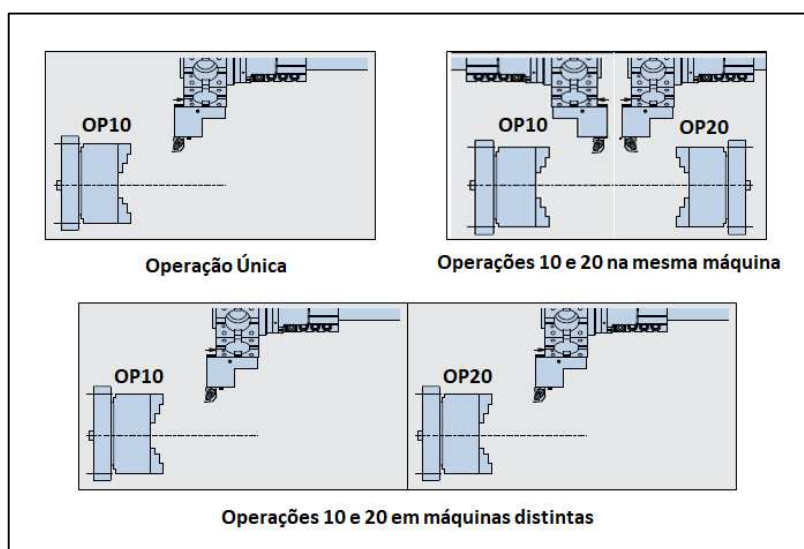 OP10
Operação Única
OP10
OP20
Operações 10 e 20 na mesma máquina
OP10
OP20
Operações 10 e 20 em máquinas distintas